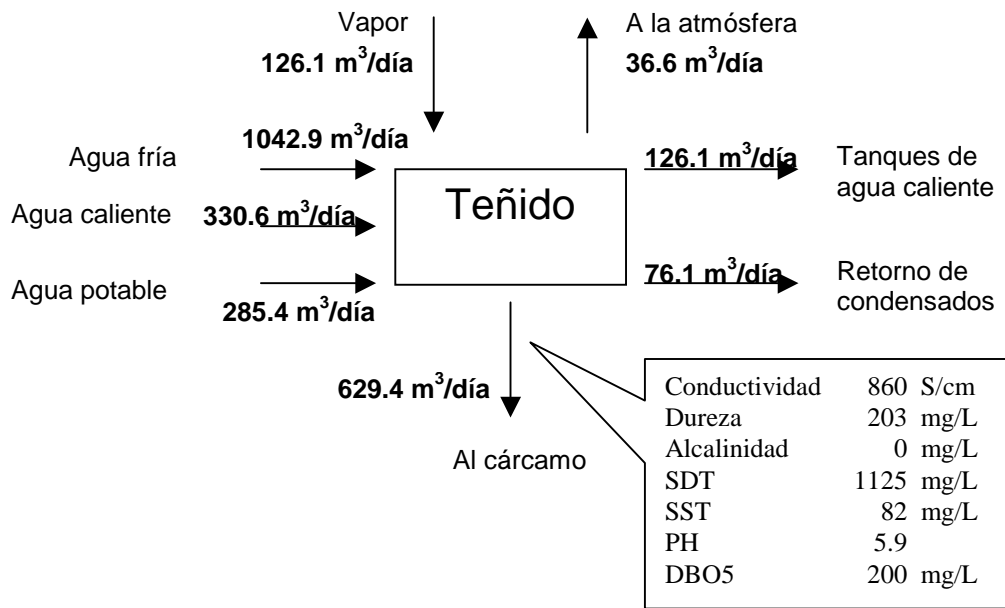 Vapor
126.1 m³/día
A la atmósfera
36.6 m³/día
1042.9 m³/día
Agua fría
Agua caliente
330.6 m³/día
Agua potable
285.4 m³/día
Teñido
126.1 m³/día
Tanques de
agua caliente
76.1 m³/día
Retorno de
condensados
629.4 m³/día
Al cárcamo
Conductividad 860 S/cm
Dureza 203 mg/L
Alcalinidad 0 mg/L
SDT 1125 mg/L
SST 82 mg/L
PH 5.9
DBO5 200 mg/L